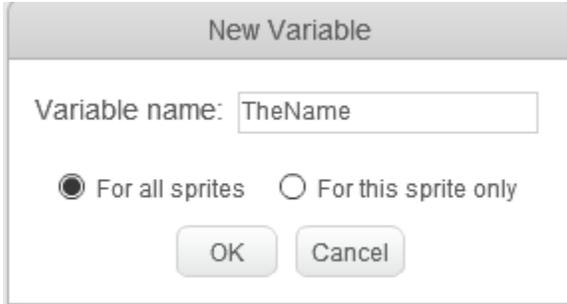 New Variable
Variable name: TheName
For all sprites For this sprite only
OK Cancel